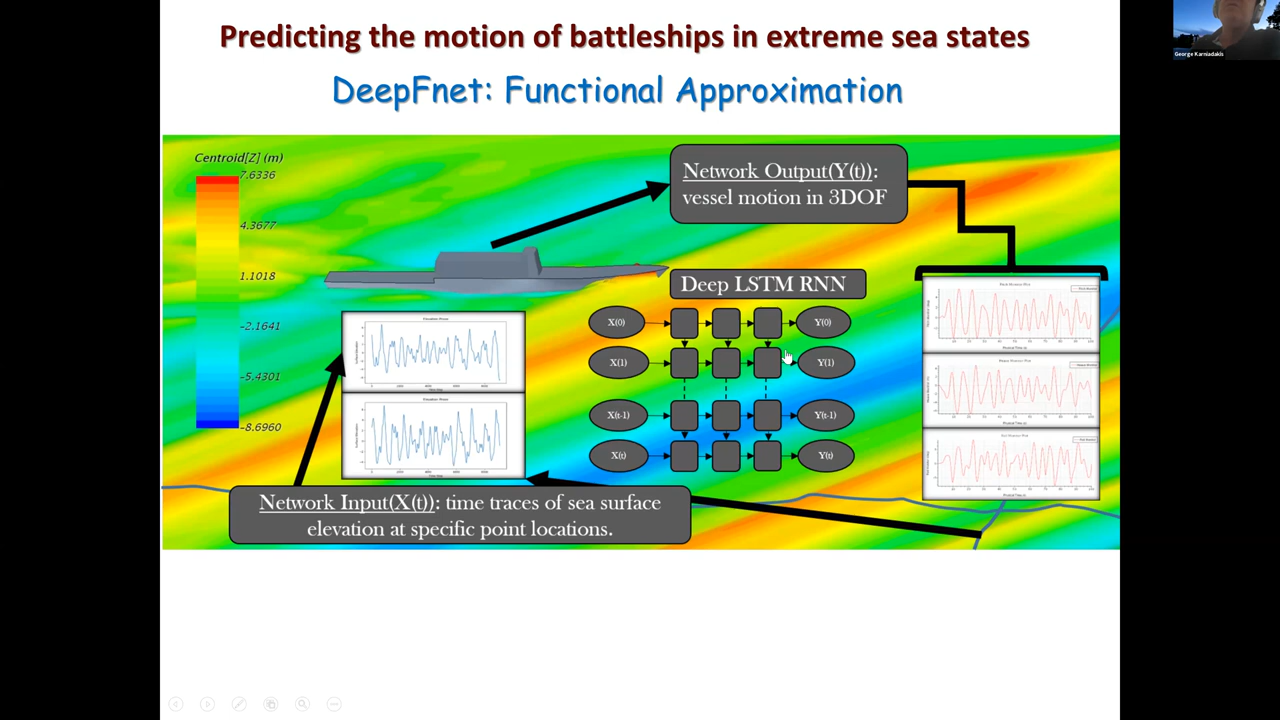 Predicting the motion of battleships in extreme sea states
George Karniadakis
DeepFnet: Functional Approximation
Centroid[Z] (m)
7.6336
4.3677
1.1018
-2.1641
-5.4301
-8.6960
Network Output(Y(t)):
vessel motion in 3DOF
Deep LSTM RNN
X(0) Y(0)
X(1) Y(1)
X(t-1) Y(t-1)
X(t) Y(t)
Network Input(X(t)): time traces of sea surface
elevation at specific point locations.